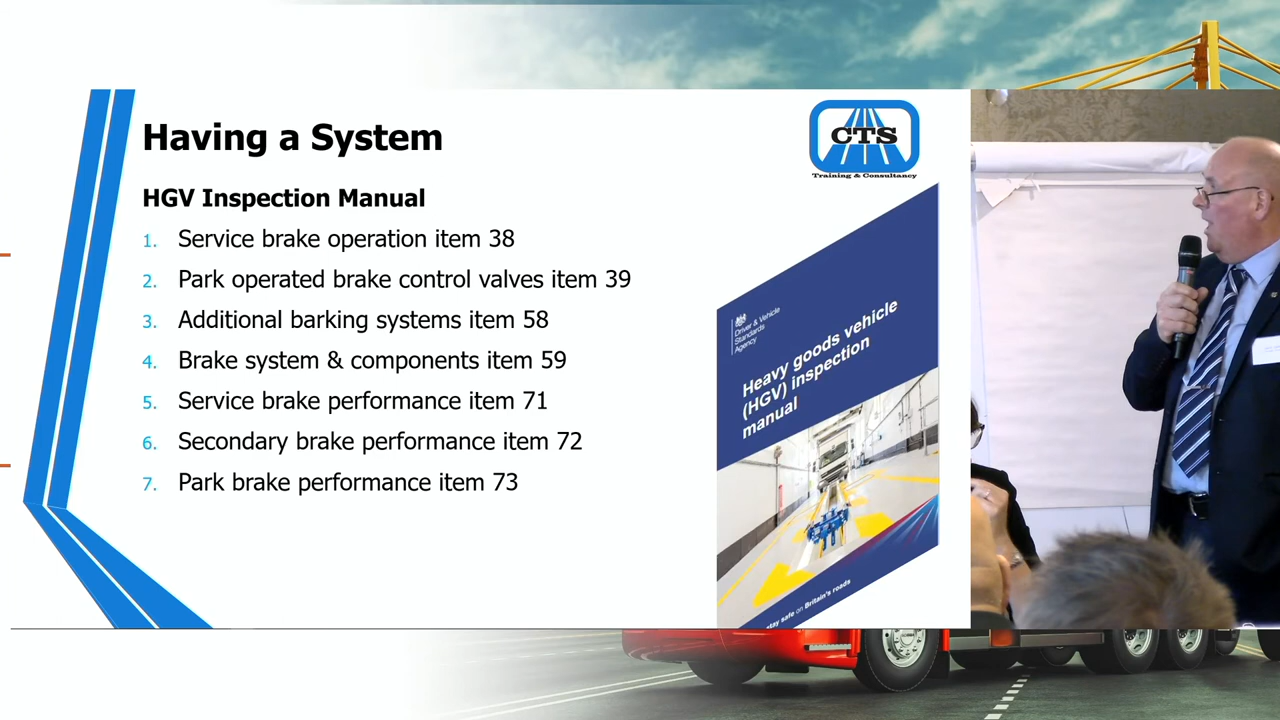 Having a System
CTS
Training & Consultancy
HGV Inspection Manual
1. Service brake operation item 38
2. Park operated brake control valves item 39
3. Additional barking systems item 58
4. Brake system & components item 59
5. Service brake performance item 71
6. Secondary brake performance item 72
7. Park brake performance item 73
Driver & Vehicle
Standards
Agency
Heavy goods vehicle
(HGV) inspection
manual
stay safe on Britain's roads